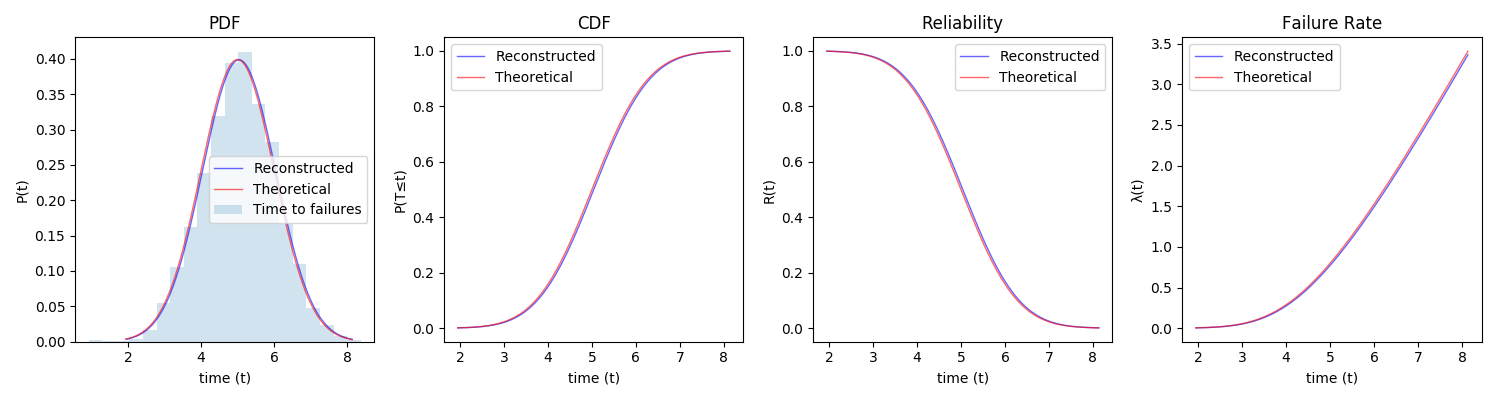 PDF
P(t)
0.40
0.35
0.30
0.25
0.20
0.15
0.10
0.05
0.00
Reconstructed
Theoretical
Time to failures
2 4 6 8
time (t)
CDF
P(T≤t)
1.0
0.8
0.6
0.4
0.2
0.0
Reconstructed
Theoretical
2 3 4 5 6 7 8
time (t)
Reliability
R(t)
1.0
0.8
0.6
0.4
0.2
0.0
Reconstructed
Theoretical
2 3 4 5 6 7 8
time (t)
Failure Rate
λ(t)
3.5
3.0
2.5
2.0
1.5
1.0
0.5
0.0
Reconstructed
Theoretical
2 3 4 5 6 7 8
time (t)